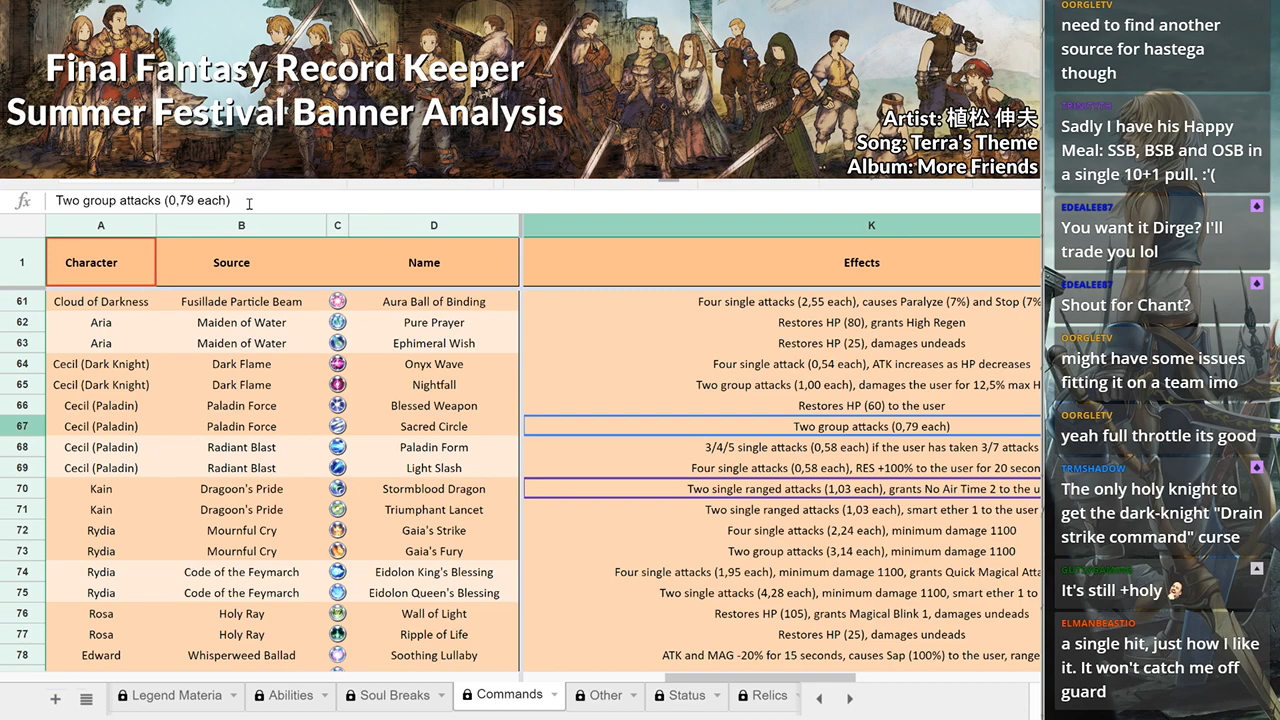 Final Fantasy Record Keeper
Summer Festival Banner Analysis
Artist: 植松 伸夫
Song: Terra's Theme
Album: More Friends
fx Two group attacks (0,79 each)
A B C D K
1 Character Source Name Effects
61 Cloud of Darkness Fusillade Particle Beam Aura Ball of Binding Four single attacks (2,55 each), causes Paralyze (7%) and Stop (7%
62 Aria Maiden of Water Pure Prayer Restores HP (80), grants High Regen
63 Aria Maiden of Water Ephemeral Wish Restores HP (25), damages undeads
64 Cecil (Dark Knight) Dark Flame Onyx Wave Four single attack (0,54 each), ATK increases as HP decreases
65 Cecil (Dark Knight) Dark Flame Nightfall Two group attacks (1,00 each), damages the user for 12,5% max H
66 Cecil (Paladin) Paladin Force Blessed Weapon Restores HP (60) to the user
67 Cecil (Paladin) Paladin Force Sacred Circle Two group attacks (0,79 each)
68 Cecil (Paladin) Radiant Blast Paladin Form 3/4/5 single attacks (0,58 each) if the user has taken 3/7 attacks
69 Cecil (Paladin) Radiant Blast Light Slash Four single attacks (0,58 each), RES +100% to the user for 20 secon
70 Kain Dragoon's Pride Stormblood Dragon Two single ranged attacks (1,03 each), grants No Air Time 2 to the u
71 Kain Dragoon's Pride Triumphant Lancet Two single ranged attacks (1,03 each), smart ether 1 to the user
72 Rydia Mournful Cry Gaia's Strike Four attacks (2,24 each), minimum damage 1100
73 Rydia Mournful Cry Gaia's Fury Two group attacks (3,14 each), minimum damage 1100
74 Rydia Code of the Feymarch Eidolon King's Blessing Four single attacks (1,95 each), minimum damage 1100, grants Quick Magical Atta
75 Rydia Code of the Feymarch Eidolon Queen's Blessing Two single attacks (4,28 each), minimum damage 1100, smart ether 1 to
76 Rosa Holy Ray Wall of Light Restores HP (105), grants Magical Blink 1, damages undeads
77 Rosa Holy Ray Ripple of Life Restores HP (25), damages undeads
78 Edward Whisperweed Ballad Soothing Lullaby ATK and MAG -20% for 15 seconds, causes Sap (100%) to the user, range
Legend Materia Abilities Soul Breaks Commands Other Status Relics
OORGLETV
need to find another
source for hastega
though
Sadly I have his Happy
Meal: SSB, BSB and OSB in
a single 10+1 pull. :'(
EDEALEE87
You want it Dirge? I'll
trade you lol
EDEALEE87
Shout for Chant?
OORGLETV
might have some issues
fitting it on a team imo
OORGLETV
yeah full throttle its good
TRMSHADOW
The only holy knight to
get the dark-knight "Drain
strike command" curse
It's still +holy
ELMANBEASTIO
a single hit, just how I like
it. It won't catch me off
guard